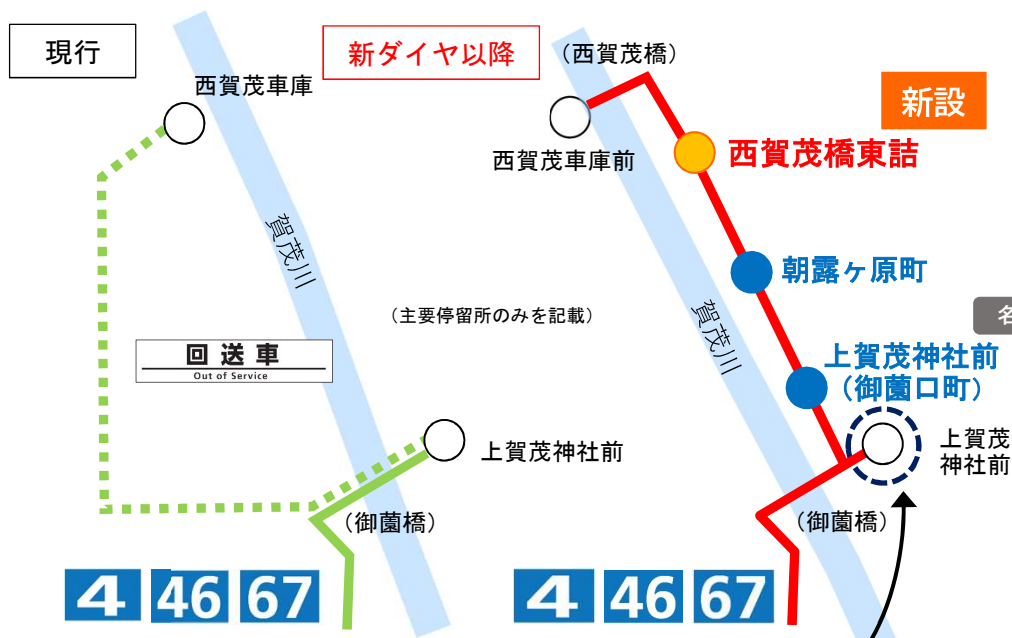 現行
西賀茂車庫
賀茂川
回送車
Out of Service
上賀茂神社前
（御薗橋）
4 46 67
（主要停留所のみを記載）
新ダイヤ以降
（西賀茂橋）
新設
西賀茂車庫前
西賀茂橋東詰
朝露ヶ原町
賀茂川
名
上賀茂神社前
（御薗口町）
上賀茂
神社前
（御薗橋）
4 46 67